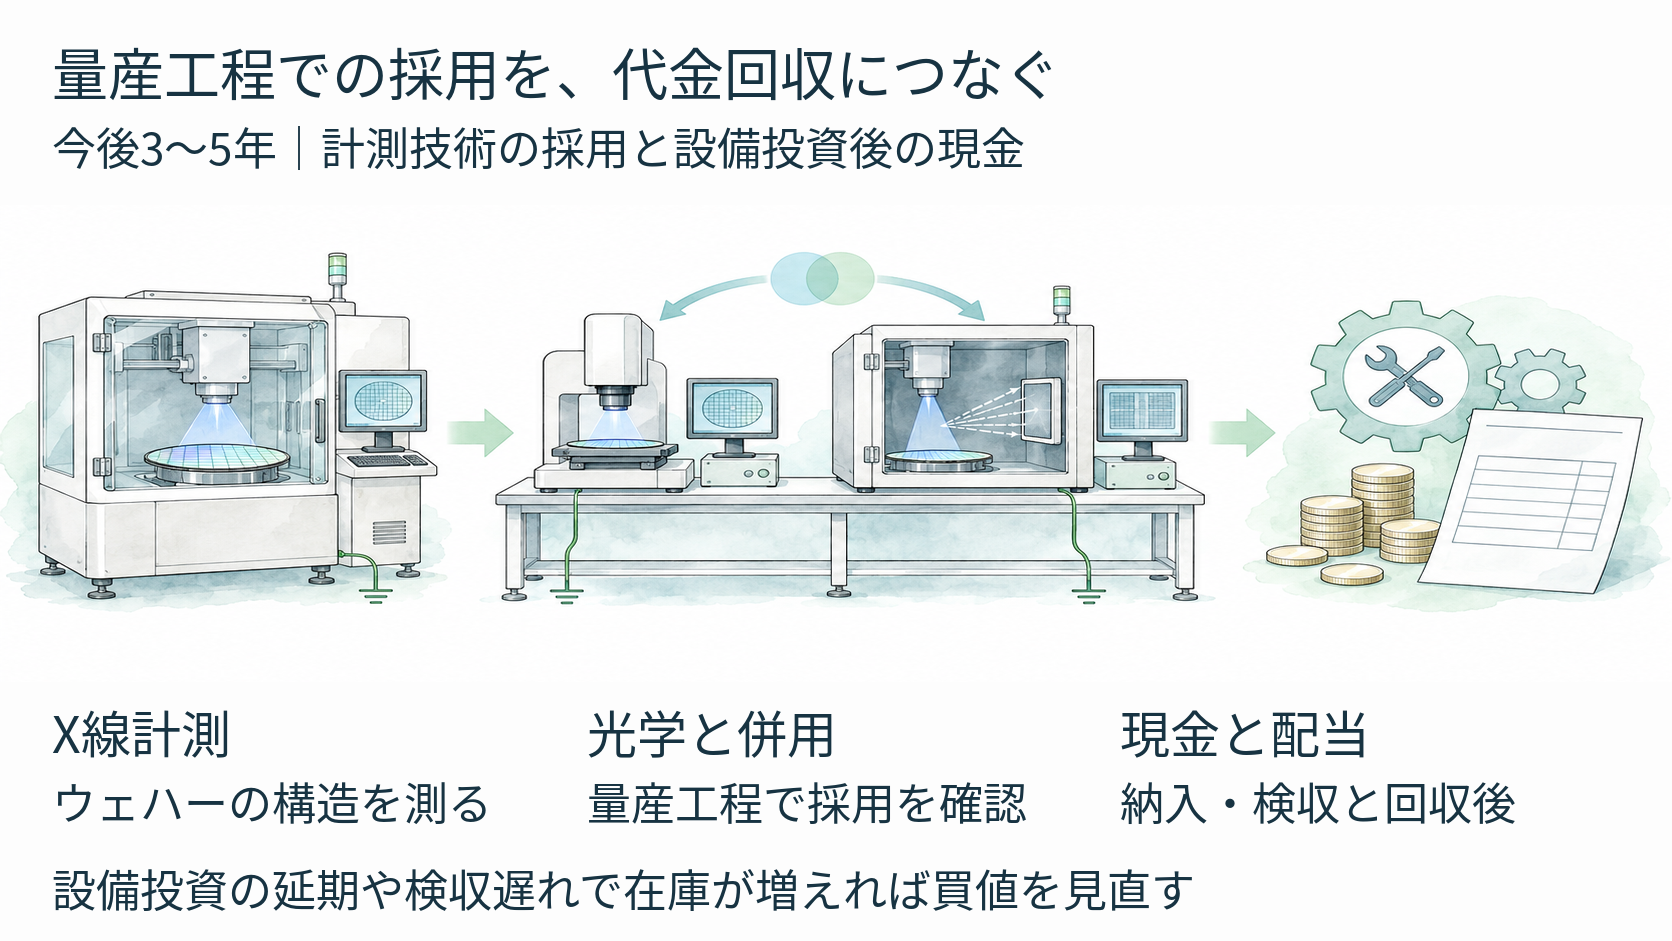 量産工程での採用を、代金回収につなぐ
今後3～5年｜計測技術の採用と設備投資後の現金
X線計測
ウェハーの構造を測る
光学と併用
量産工程で採用を確認
現金と配当
納入・検収と回収後
設備投資の延期や検収遅れで在庫が増えれば買値を見直す